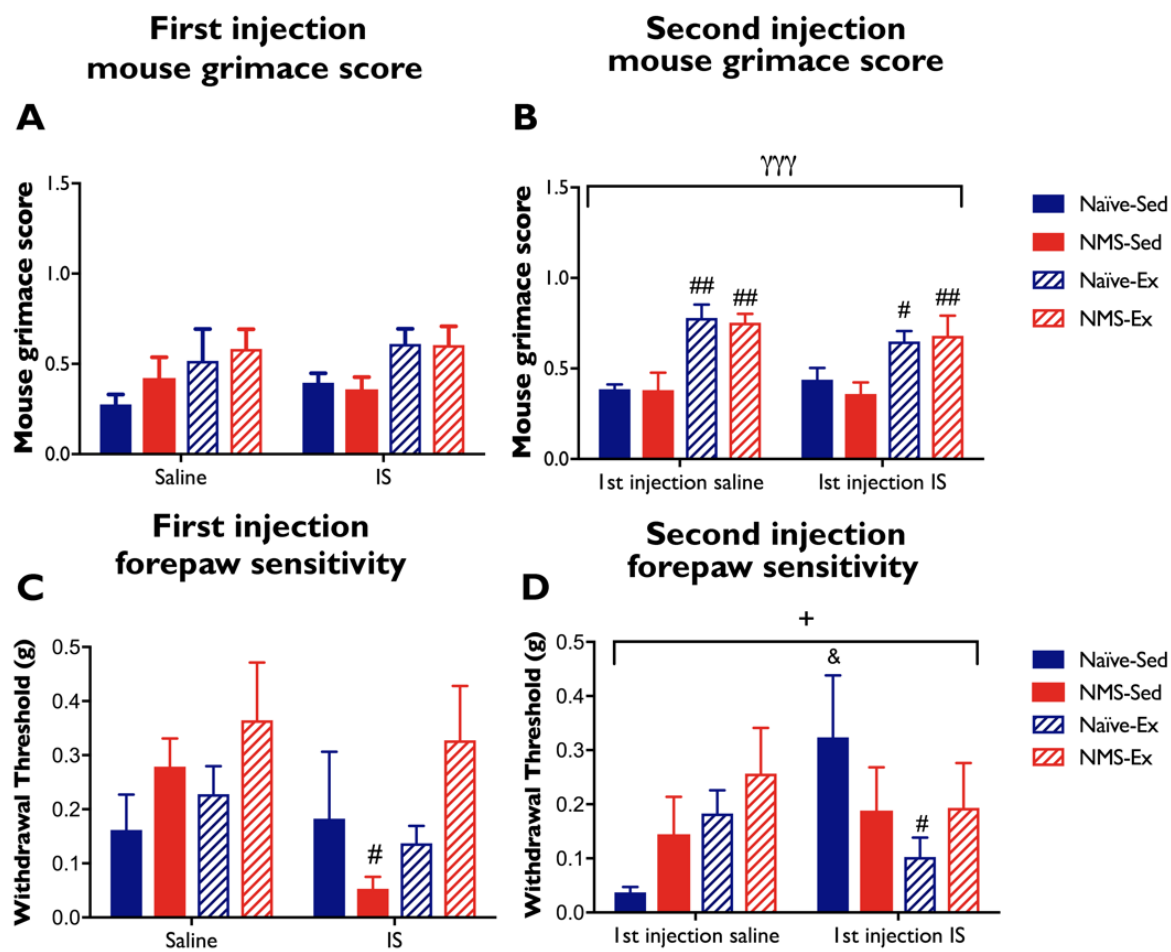 First injection
mouse grimace score
Second injection
mouse grimace score
A
Mouse grimace score
1.5
1.0
0.5
0.0
Saline
IS
B
Mouse grimace score
1.5
1.0
0.5
0.0
γγγ
##
##
#
##
1st injection saline
1st injection IS
Naïve-Sed
NMS-Sed
Naïve-Ex
NMS-Ex
First injection
forepaw sensitivity
Second injection
forepaw sensitivity
C
Withdrawal Threshold (g)
0.5
0.4
0.3
0.2
0.1
0.0
#
Saline
IS
D
Withdrawal Threshold (g)
0.5
0.4
0.3
0.2
0.1
0.0
+
&
#
1st injection saline
1st injection IS
Naïve-Sed
NMS-Sed
Naïve-Ex
NMS-Ex